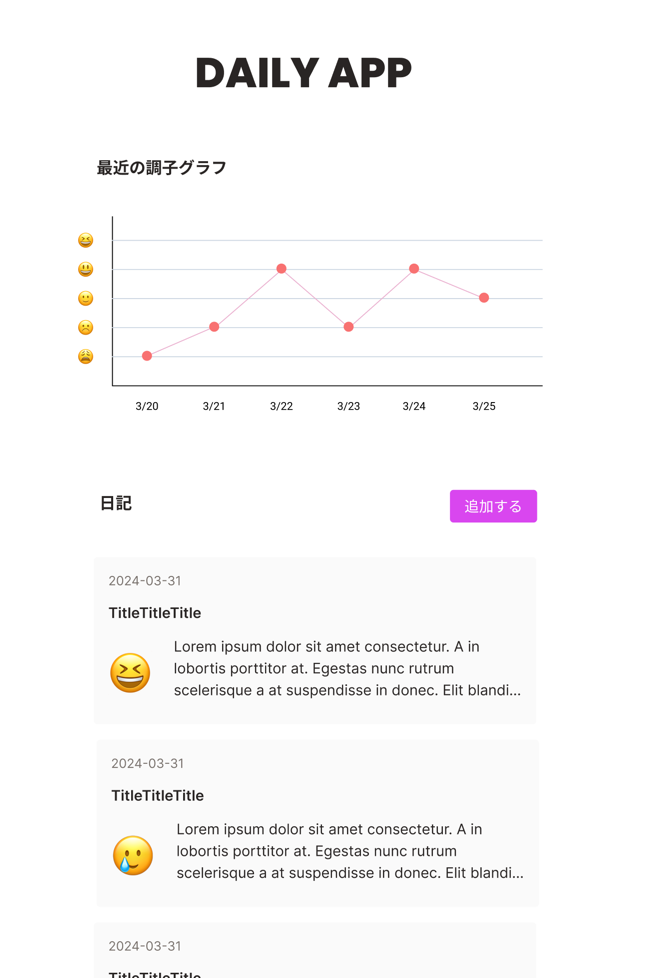 DAILY APP
最近の調子グラフ
3/20 3/21 3/22 3/23 3/24 3/25
日記
追加する
2024-03-31
TitleTitleTitle
Lorem ipsum dolor sit amet consectetur. A in
lobortis porttitor at. Egestas nunc rutrum
scelerisque a at suspendisse in donec. Elit blandi...
2024-03-31
TitleTitleTitle
Lorem ipsum dolor sit amet consectetur. A in
lobortis porttitor at. Egestas nunc rutrum
scelerisque a at suspendisse in donec. Elit blandi...
2024-03-31
TitleTitleTitle